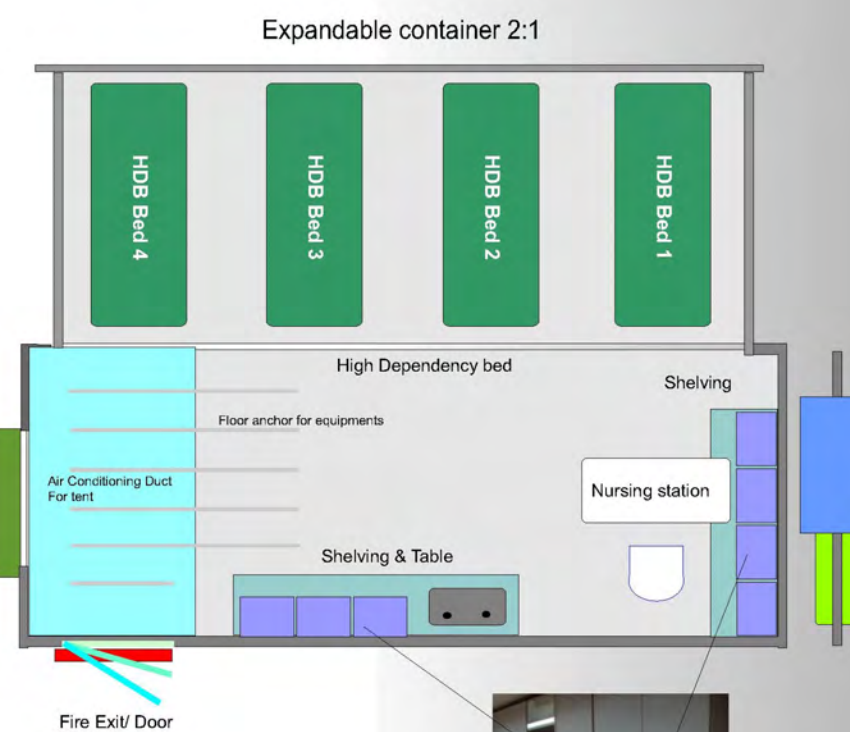 Expandable container 2:1
HDB Bed 4
HDB Bed 3
HDB Bed 2
HDB Bed 1
High Dependency bed
Shelving
Floor anchor for equipments
Air Conditioning Duct
For tent
Nursing station
Shelving & Table
Fire Exit/ Door